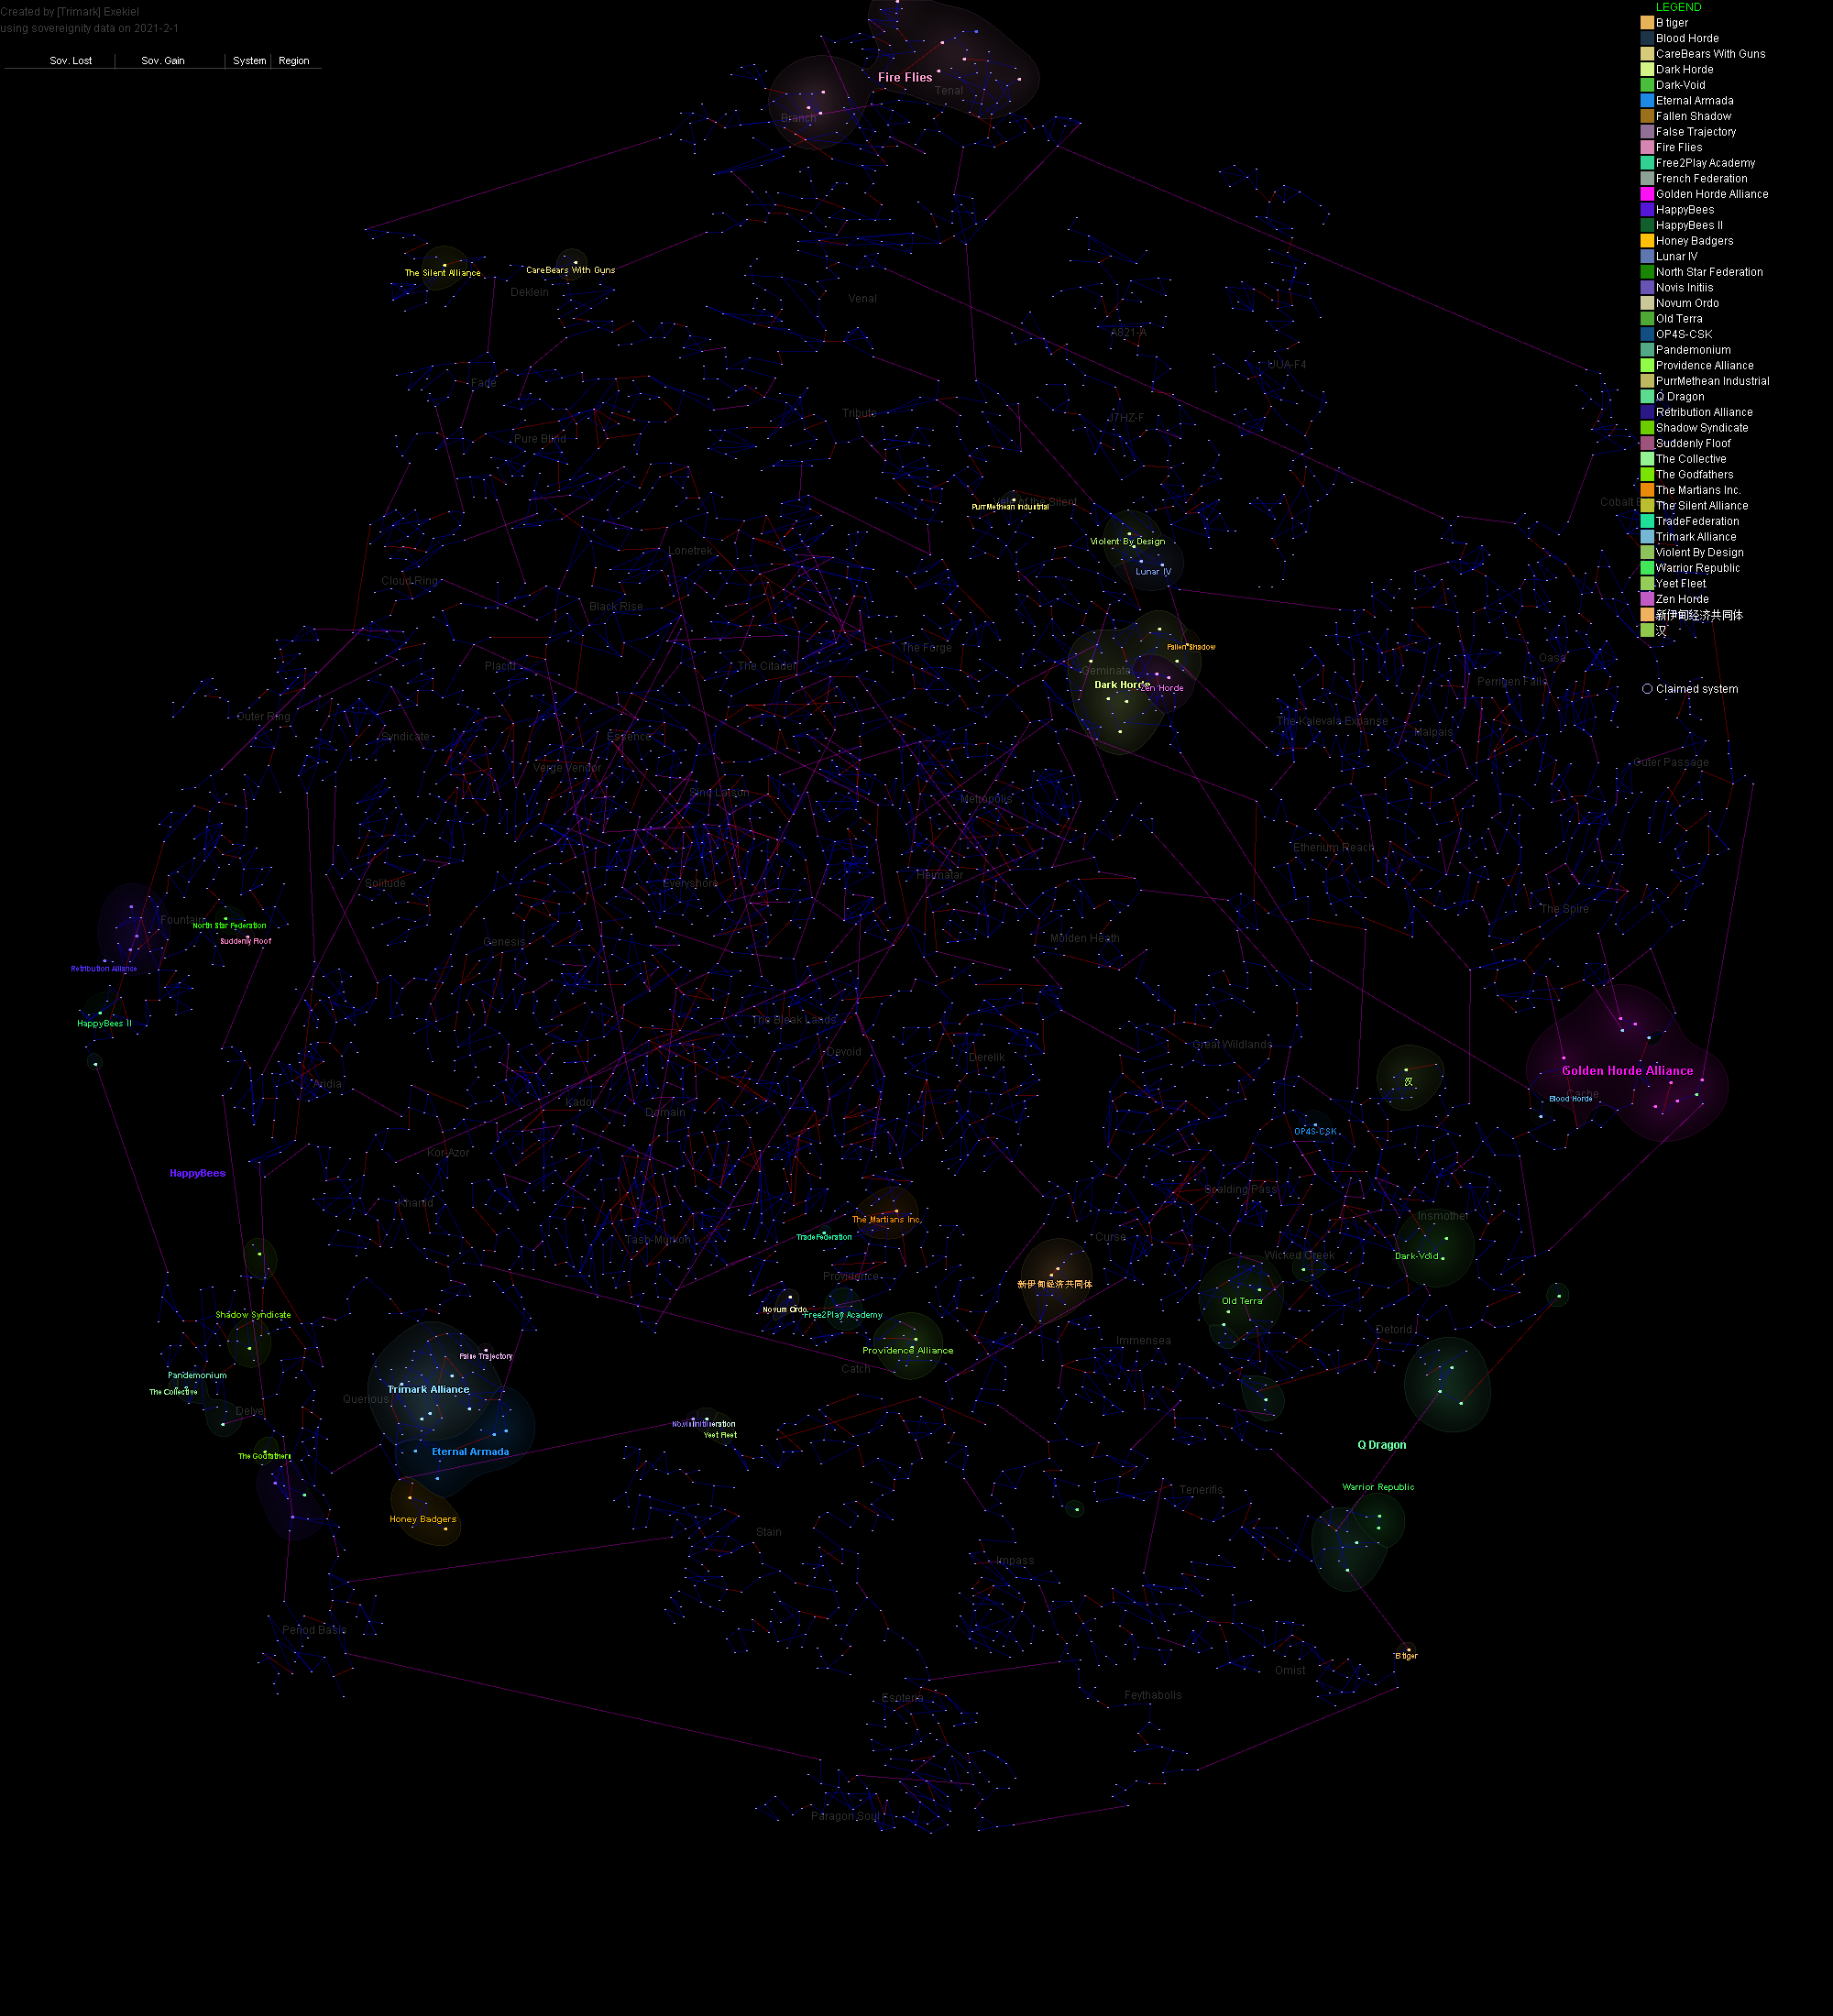 Created by [Trimark] Exekiel
using sovereignity data on 2021-2-1
Sov. Lost Sov. Gain System Region
LEGEND
B tiger
Blood Horde
CareBears With Guns
Dark Horde
Dark-Void
Eternal Armada
Fallen Shadow
False Trajectory
Fire Flies
Free2Play Academy
French Federation
Golden Horde Alliance
HappyBees
HappyBees II
Honey Badgers
Lunar IV
North Star Federation
Novis Initiis
Novum Ordo
Old Terra
OP4S-CSK
Pandemonium
Providence Alliance
PurrMethean Industrial
Q Dragon
Retribution Alliance
Shadow Syndicate
Suddenly Floof
The Collective
The Godfathers
The Martians Inc.
The Silent Alliance
TradeFederation
Trimark Alliance
Violent By Design
Warrior Republic
Yeet Fleet
Zen Horde
新伊甸经济共同体
汉
Claimed system
Fire Flies
Tenal
Branch
The Silent Alliance
CareBears With Guns
Deklein
Venal
A821-A
UUA-F4
Fade
Tribute
J7HZ-F
Pure Blind
Vale of the Silent
PurrMethean Industrial
Cobalt
Violent By Design
Lonetrek
Lunar IV
Cloud Ring
Black Rise
The Forge
Fallen Shadow
Placid
The Citadel
Geminate
Dark Horde
Zen Horde
Oasa
Perrigen Falls
Outer Ring
The Kalevala Expanse
Malpais
Syndicate
Essence
Verge Vendor
Outer Passage
Sinq Laison
Metropolis
Etherium Reach
Solitude
Everyshore
Heimatar
The Spire
Fountain
North Star Federation
Suddenly Floof
Genesis
Molden Heath
Retribution Alliance
HappyBees II
The Bleak Lands
Devoid
Derelik
Great Wildlands
Golden Horde Alliance
汉
Aridia
Cache
Blood Horde
Kador
Domain
OP4S-CSK
Kor-Azor
HappyBees
Scalding Pass
Khanid
The Martians Inc.
Insmother
TradeFederation
Tash-Murkon
Curse
Wicked Creek
Dark-Void
Providence
新伊甸经济共同体
Old Terra
Novum Ordo
Free2Play Academy
Shadow Syndicate
Detorid
Immensea
Providence Alliance
False Trajectory
Catch
Pandemonium
The Collective
Trimark Alliance
Querious
Delve
Yeet Fleet
Eternal Armada
Q Dragon
The Godfathers
Warrior Republic
Tenerifis
Honey Badgers
Stain
Impass
Period Basis
B tiger
Omist
Esoteria
Feythabolis
Paragon Soul